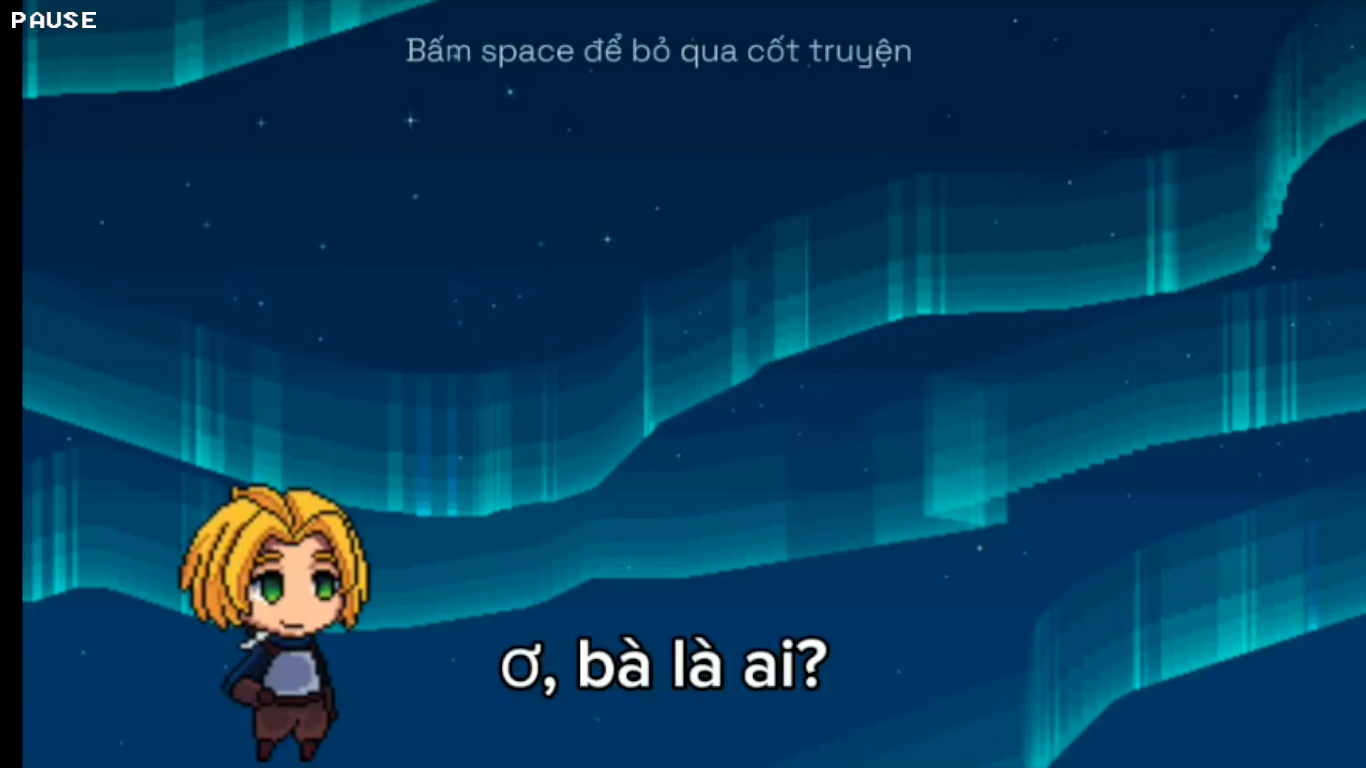 PAUSE
Bấm space để bỏ qua cốt truyện
ơ, bà là ai?